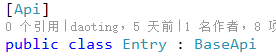 [Api]
0 个引用|daoting，5 天前|1 名作者，8 项
public class Entry : BaseApi